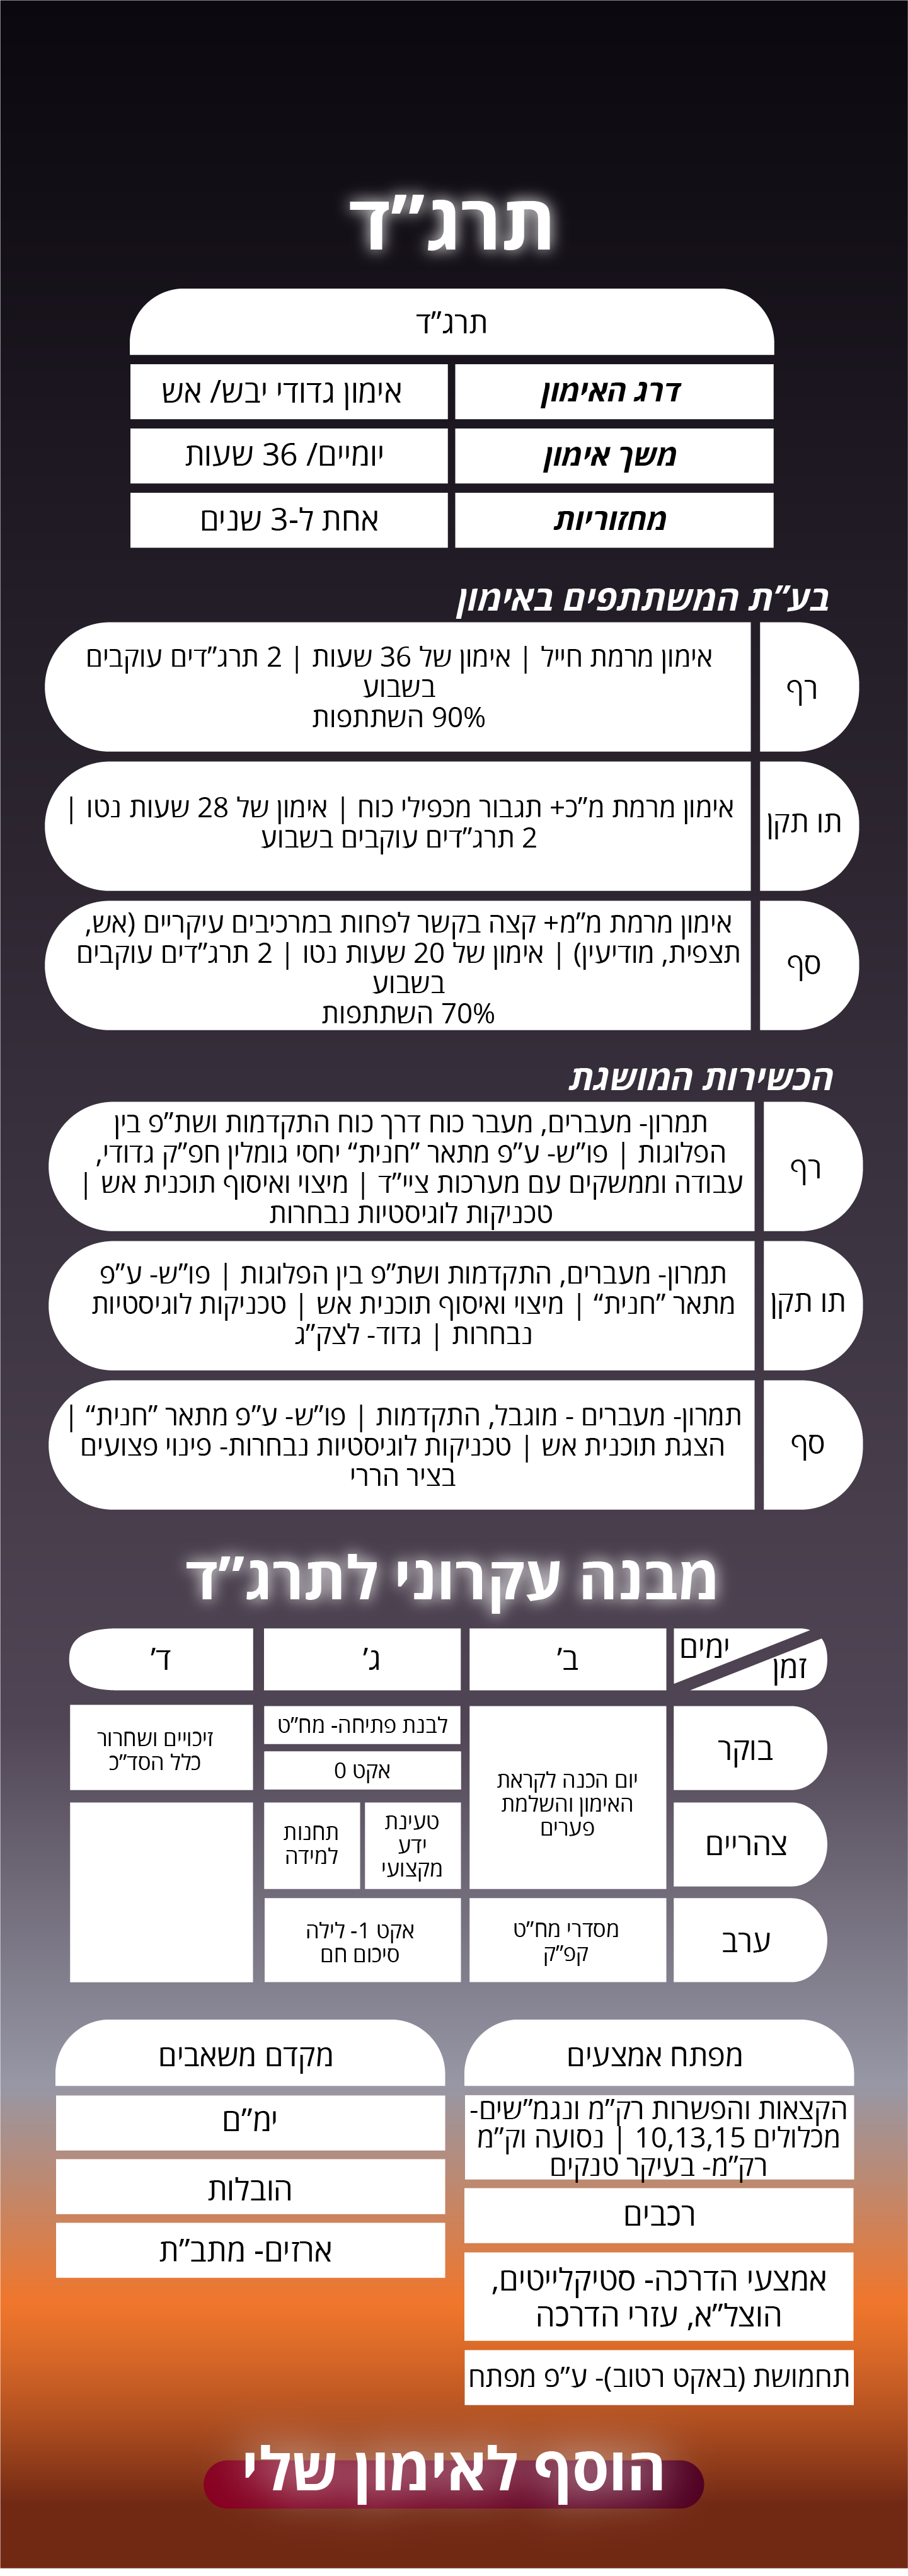 תרג”ד
תרג”ד
דרג האימון
אימון גדודי יבש/ אש
משך אימון
יומיים/ 36 שעות
מחזוריות
אחת ל-3 שנים
בע”ת המשתתפים באימון
רף
אימון מרמת חייל | אימון של 36 שעות | 2 תרג”דים עוקבים
בשבוע
90% השתתפות
תו תקן
אימון מרמת מ”כ+ תגבור מכפילי כוח | אימון של 28 שעות נטו |
2 תרג”דים עוקבים בשבוע
סף
אימון מרמת מ”מ+ קצה בקשר לפחות במרכיבים עיקריים (אש,
תצפית, מודיעין) | אימון של 20 שעות נטו | 2 תרג”דים עוקבים
בשבוע
70% השתתפות
הכשירות המושגת
רף
תמרון- מעברים, מעבר כוח דרך כוח התקדמות ושת”פ בין
הפלוגות | פו”ש- ע”פ מתאר ”חנית“ יחסי גומלין חפ”ק גדודי,
עבודה וממשקים עם מערכות ציי”ד | מיצוי ואיסוף תוכנית אש |
טכניקות לוגיסטיות נבחרות
תו תקן
תמרון- מעברים, התקדמות ושת”פ בין הפלוגות | פו”ש- ע”פ
מתאר ”חנית“ | מיצוי ואיסוף תוכנית אש | טכניקות לוגיסטיות
נבחרות | גדוד- לצק”ג
סף
תמרון- מעברים - מוגבל, התקדמות | פו”ש- ע”פ מתאר ”חנית“ |
הצגת תוכנית אש | טכניקות לוגיסטיות נבחרות- פינוי פצועים
בציר הררי
מבנה עקרוני לתרג”ד
ימים
זמן
ב’
ג’
ד’
בוקר
יום הכנה לקראת
האימון והשלמת
פערים
לבנת פתיחה- מח”ט
אקט 0
זיכויים ושחרור
כלל הסד”כ
צהריים
טעינת
ידע
מקצועי
תחנות
למידה
ערב
מסדרי מח”ט
קפ”ק
אקט 1- לילה
סיכום חם
מפתח אמצעים
הקצאות והפשרות רק”מ ונגמ”שים-
מכלולים 10,13,15 | נסועה וק”מ
רק”מ- בעיקר טנקים
רכבים
אמצעי הדרכה- סטיקלייטים,
הוצל”א, עזרי הדרכה
תחמושת (באקט רטוב)- ע”פ מפתח
מקדם משאבים
ימ”ם
הובלות
ארזים- מתב”ת
הוסף לאימון שלי